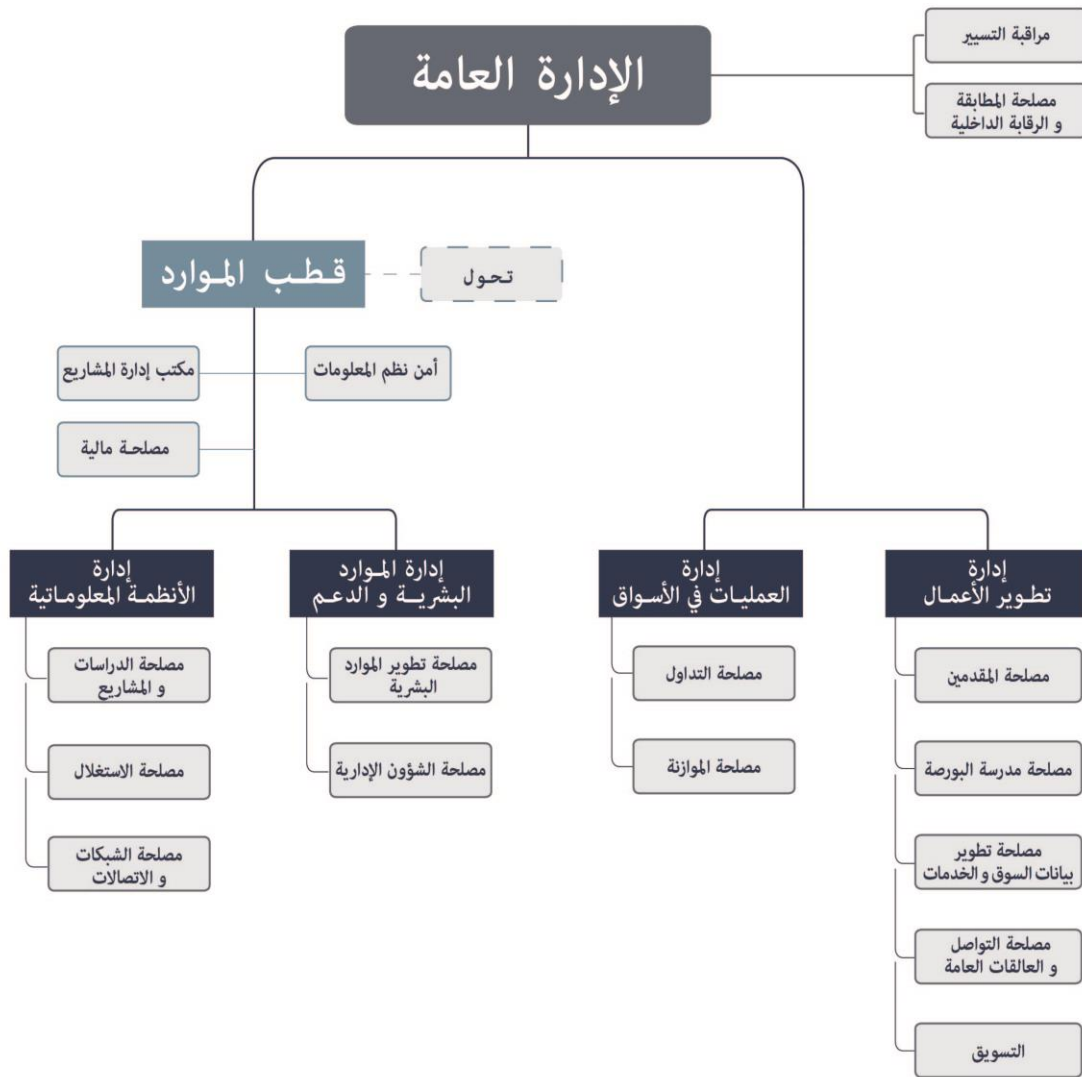 مراقبة التسيير
الإدارة العامة
مصلحة المطابقة
و الرقابة الداخلية
قطب الموارد
تحول
أمن نظم المعلومات
مكتب إدارة المشاريع
مصلحة مالية
إدارة
تطوير الأعمال
إدارة
العمليات في الأسواق
إدارة الموارد
البشرية و الدعم
إدارة
الأنظمة المعلوماتية
مصلحة المقدمين
مصلحة مدرسة البورصة
مصلحة تطوير
بيانات السوق و الخدمات
مصلحة التواصل
و العالقات العامة
التسويق
مصلحة التداول
مصلحة الموازنة
مصلحة تطوير الموارد
البشرية
مصلحة الشؤون الإدارية
مصلحة الدراسات
و المشاريع
مصلحة الاستغلال
مصلحة الشبكات
و الاتصالات